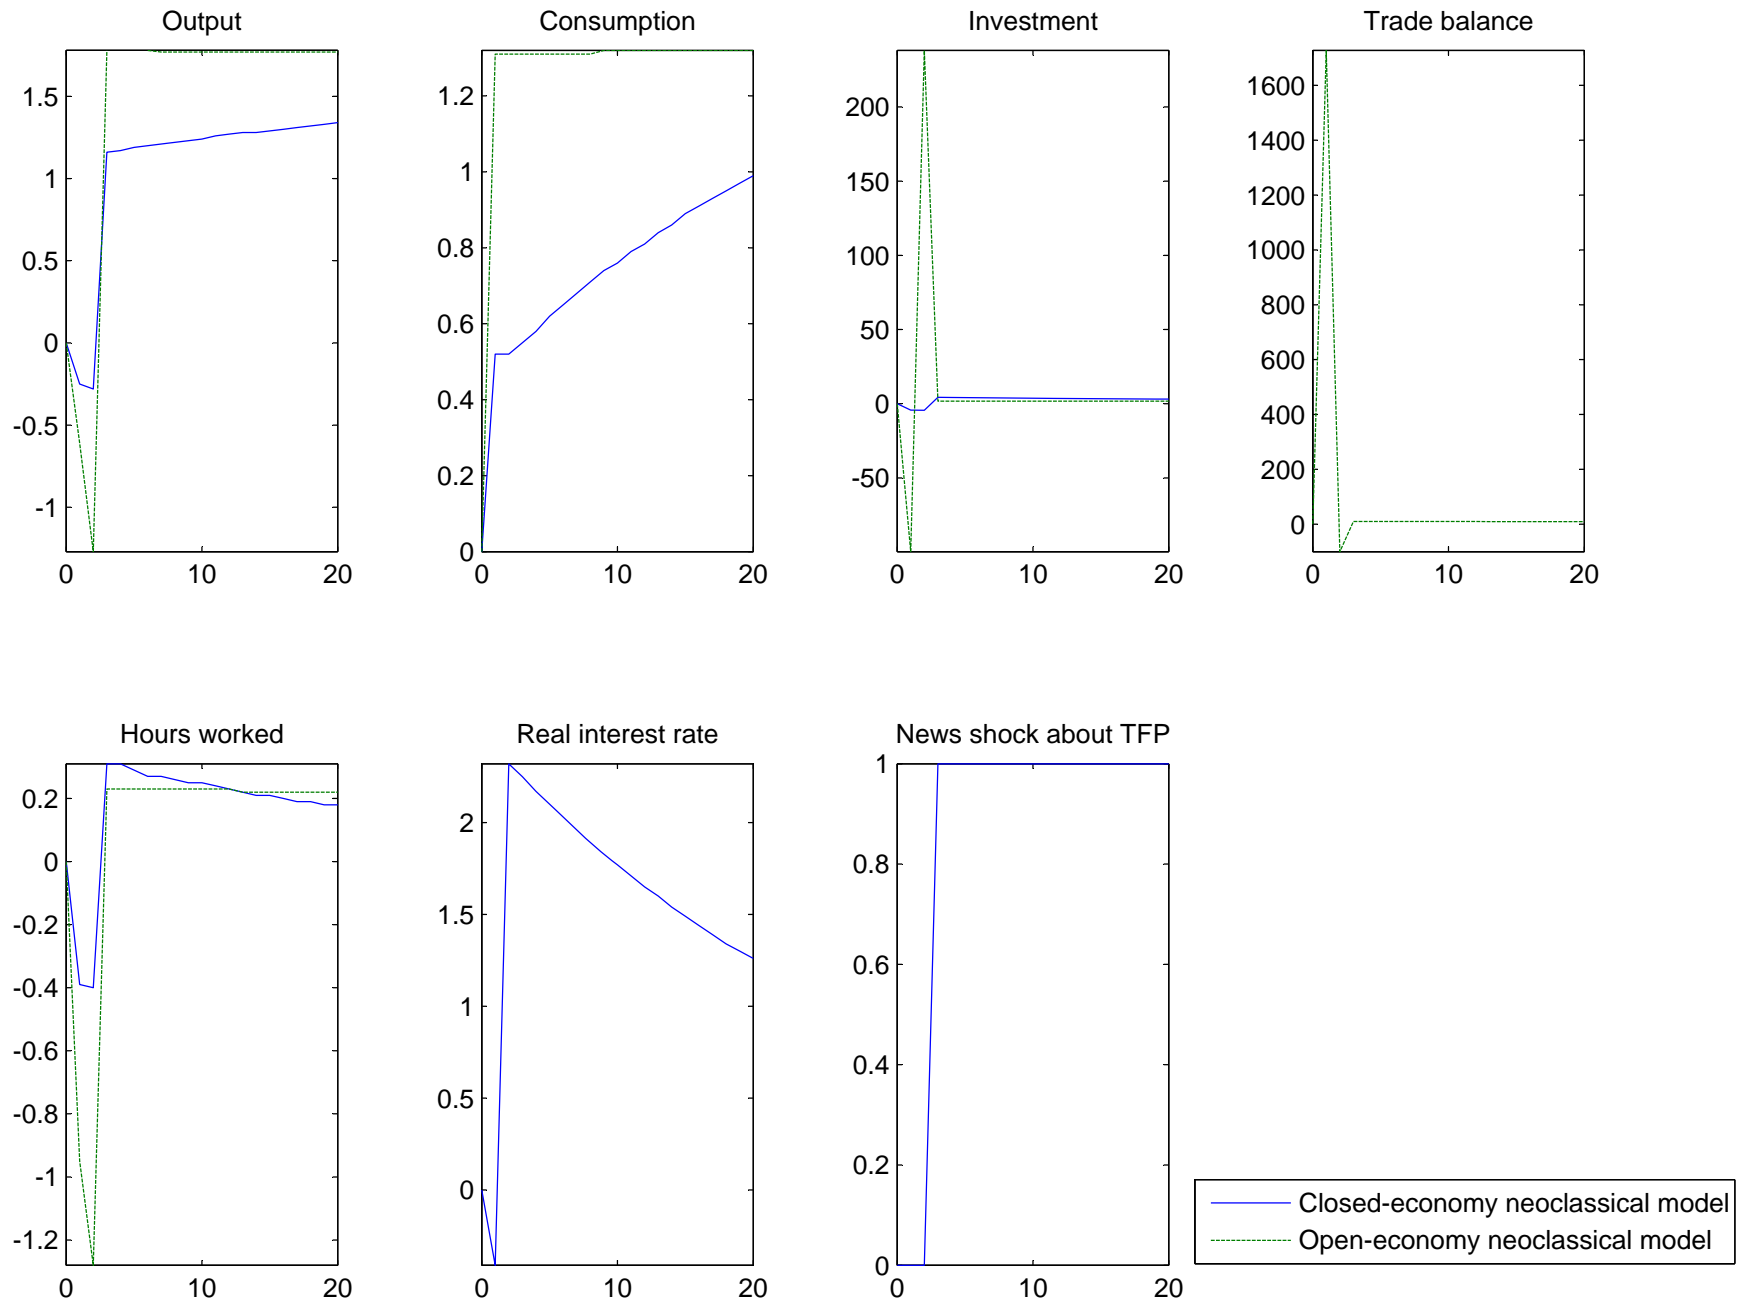 Output
1.5
1
0.5
0
-0.5
-1
0 10 20
Consumption
1.2
1
0.8
0.6
0.4
0.2
0
0 10 20
Investment
200
150
100
50
0
-50
0 10 20
Trade balance
1600
1400
1200
1000
800
600
400
200
0
0 10 20
Hours worked
0.2
0
-0.2
-0.4
-0.6
-0.8
-1
-1.2
0 10 20
Real interest rate
2
1.5
1
0.5
0
0 10 20
News shock about TFP
1
0.8
0.6
0.4
0.2
0
0 10 20
Closed-economy neoclassical model
Open-economy neoclassical model